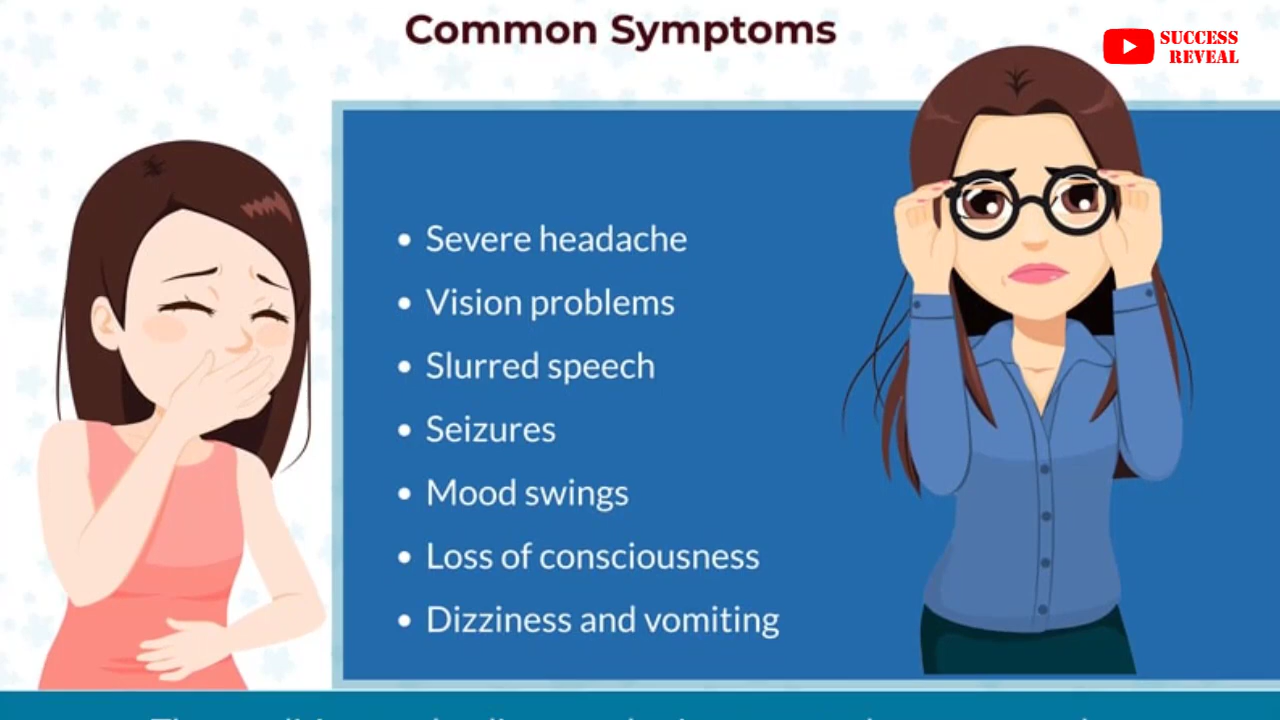 Common Symptoms
SUCCESS
REVEAL
• Severe headache
• Vision problems
• Slurred speech
• Seizures
• Mood swings
• Loss of consciousness
• Dizziness and vomiting